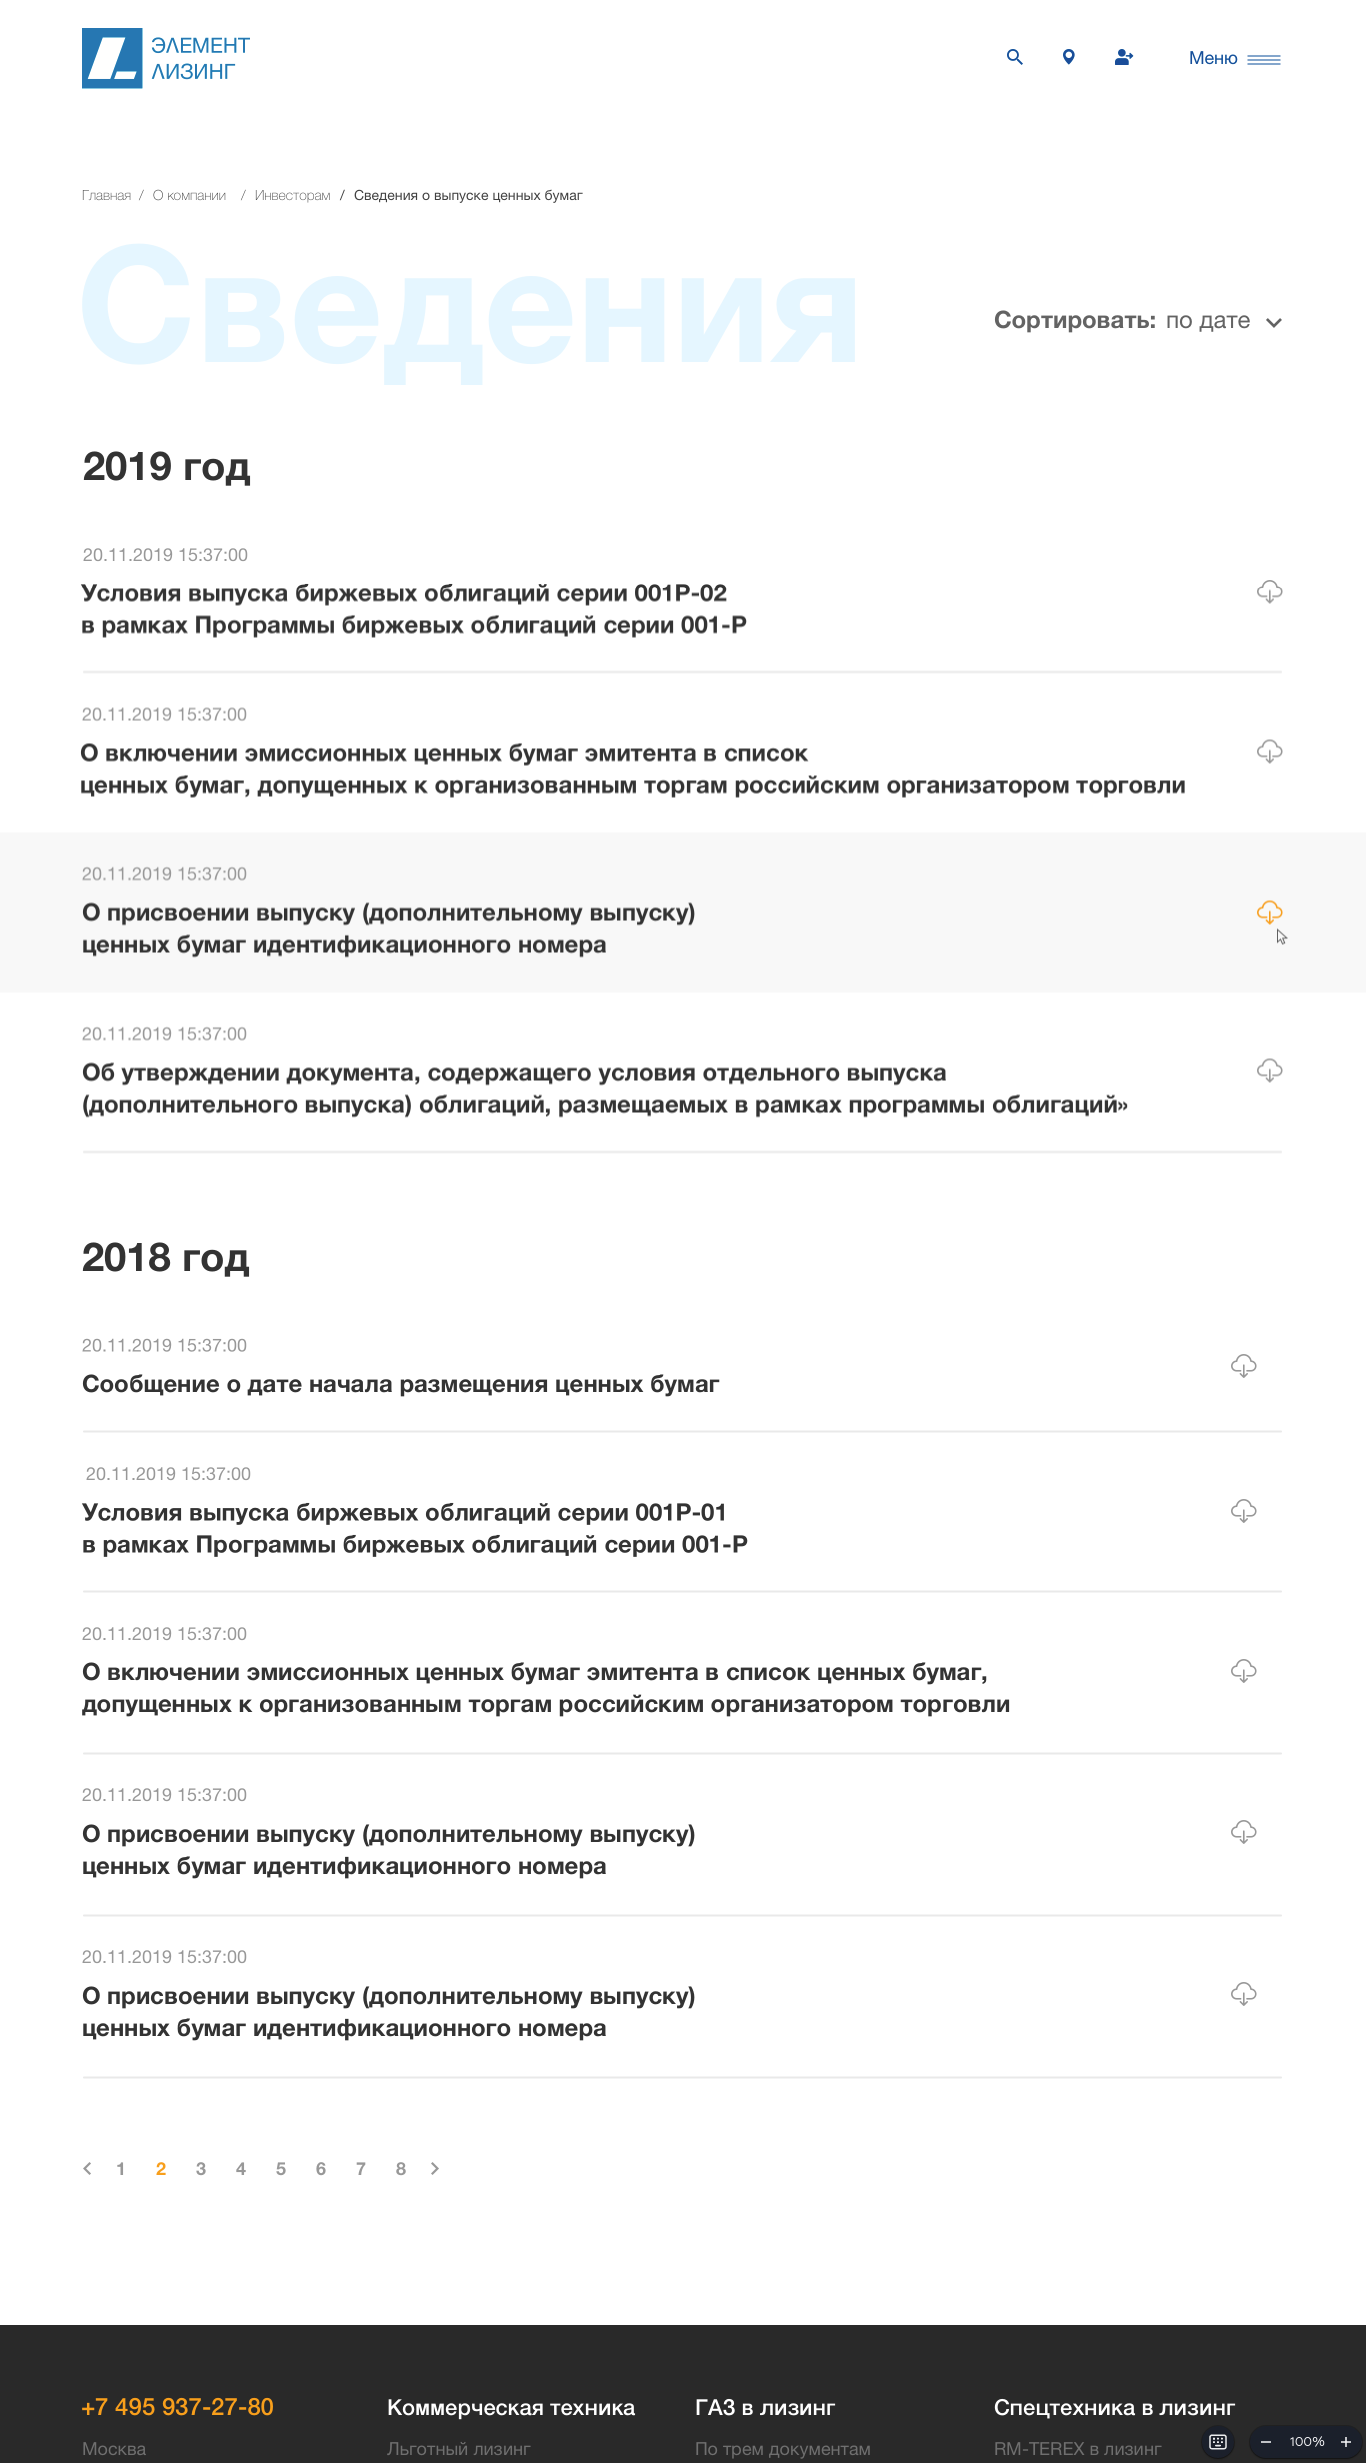 ЭЛЕМЕНТ
ЛИЗИНГ
Меню
Главная / О компании / Инвесторам / Сведения о выпуске ценных бумаг
Сведения
Сортировать: по дате
2019 год
20.11.2019 15:37:00
Условия выпуска биржевых облигаций серии 001P-02
в рамках Программы биржевых облигаций серии 001-P
20.11.2019 15:37:00
О включении эмиссионных ценных бумаг эмитента в список
ценных бумаг, допущенных к организованным торгам российским организатором торговли
20.11.2019 15:37:00
О присвоении выпуску (дополнительному выпуску)
ценных бумаг идентификационного номера
20.11.2019 15:37:00
Об утверждении документа, содержащего условия отдельного выпуска
(дополнительного выпуска) облигаций, размещаемых в рамках программы облигаций»
2018 год
20.11.2019 15:37:00
Сообщение о дате начала размещения ценных бумаг
20.11.2019 15:37:00
Условия выпуска биржевых облигаций серии 001P-01
в рамках Программы биржевых облигаций серии 001-P
20.11.2019 15:37:00
О включении эмиссионных ценных бумаг эмитента в список ценных бумаг,
допущенных к организованным торгам российским организатором торговли
20.11.2019 15:37:00
О присвоении выпуску (дополнительному выпуску)
ценных бумаг идентификационного номера
20.11.2019 15:37:00
О присвоении выпуску (дополнительному выпуску)
ценных бумаг идентификационного номера
1 2 3 4 5 6 7 8
+7 495 937-27-80 Коммерческая техника ГАЗ в лизинг Спецтехника в лизинг
Москва Льготный лизинг По трем документам RM-TEREX в лизинг
100%